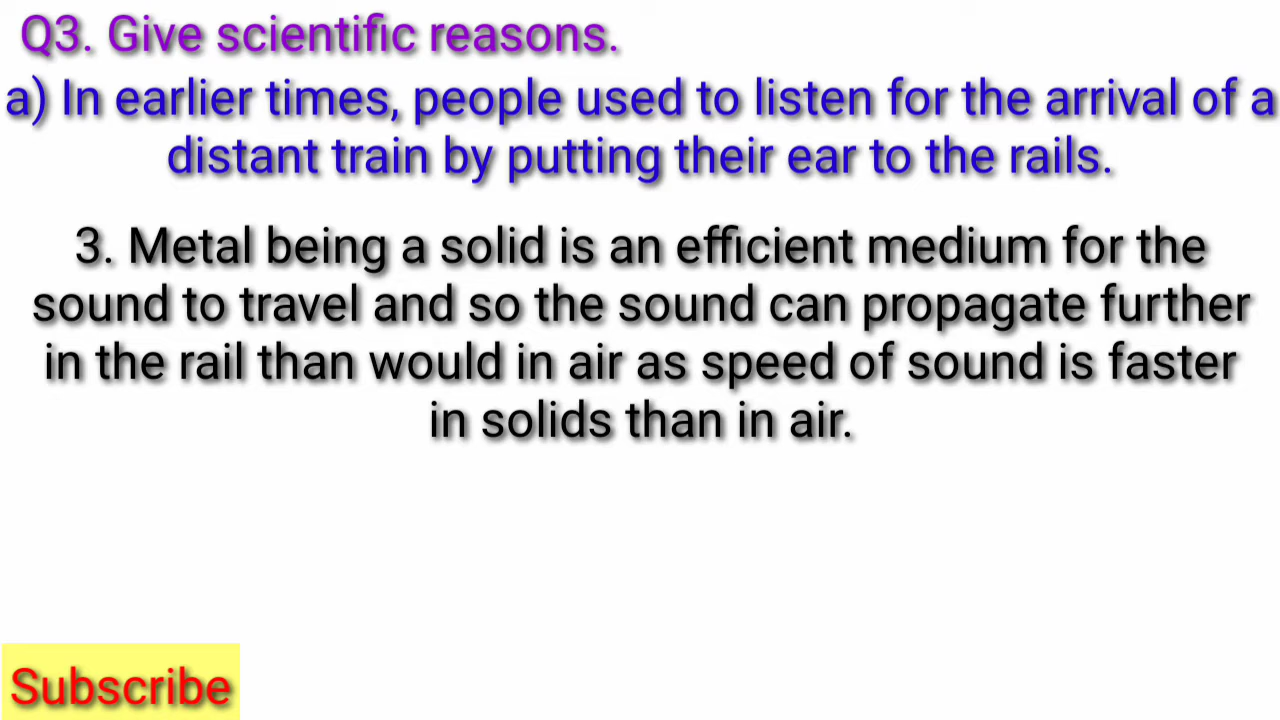 Q3. Give scientific reasons.
a) In earlier times, people used to listen for the arrival of a
distant train by putting their ear to the rails.
3. Metal being a solid is an efficient medium for the
sound to travel and so the sound can propagate further
in the rail than would in air as speed of sound is faster
in solids than in air.
Subscribe